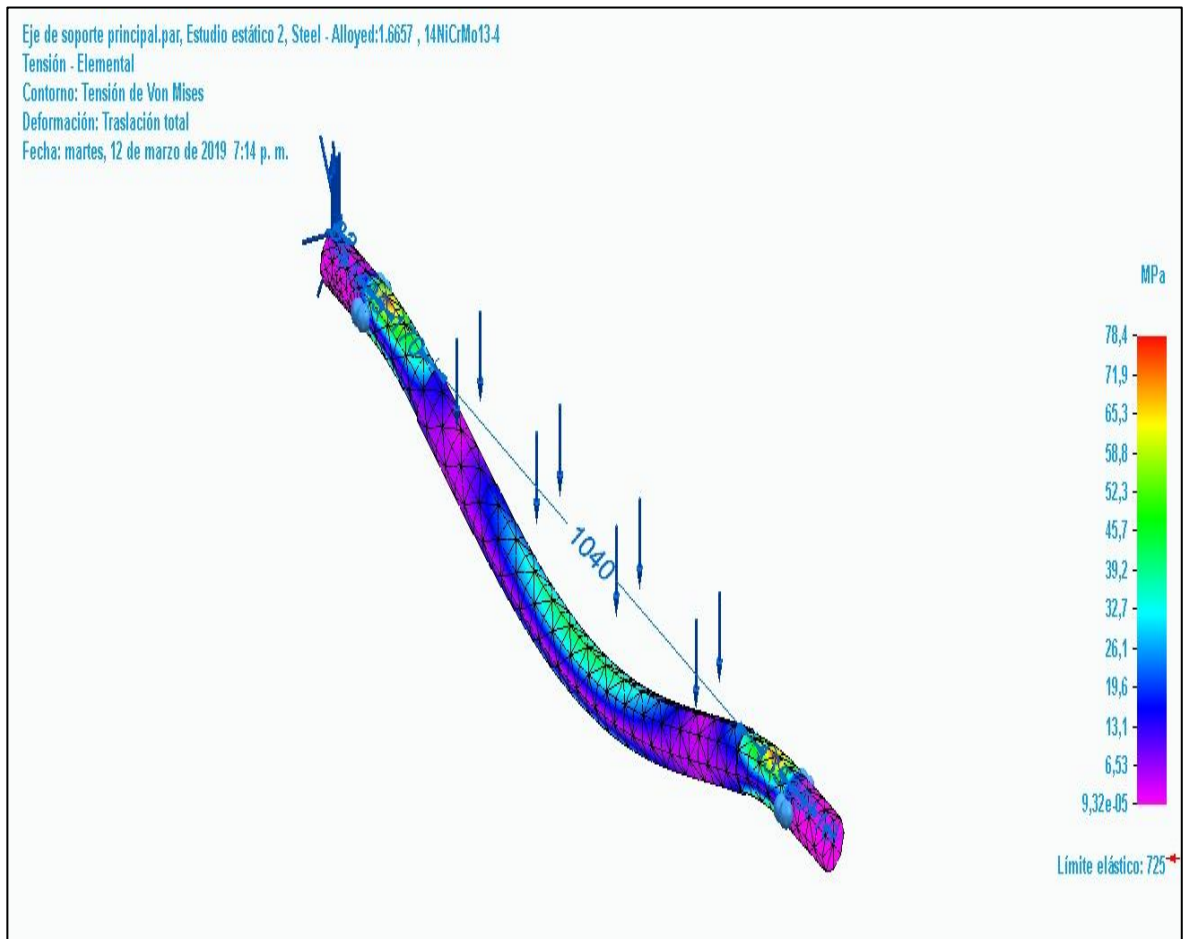 Eje de soporte principal.par, Estudio estático 2, Steel - Alloyed:1.6657 , 14NiCrMo13-4
Tensión - Elemental
Contorno: Tensión de Von Mises
Deformación: Traslación total
Fecha: martes, 12 de marzo de 2019 7:14 p. m.
MPa
78,4
71,9
65,3
58,8
52,3
45,7
39,2
32,7
26,1
19,6
13,1
6,53
9,32e-05
Límite elástico: 725
1040